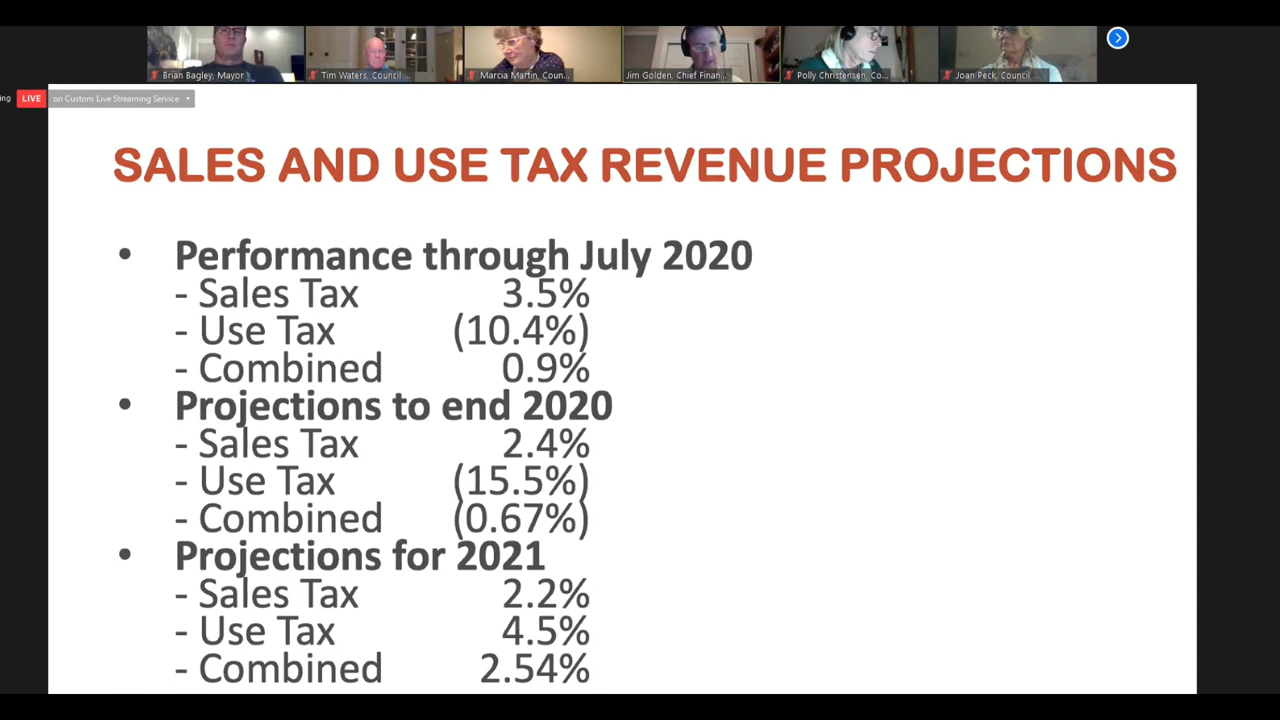 Brian Bagley, Mayor
Tim Waters, Council ...
Marcia Martin, Coun...
Jim Golden, Chief Finan...
Polly Christensen, Co...
Joan Peck, Council ...
ing
LIVE
on Custom Live Streaming Service
SALES AND USE TAX REVENUE PROJECTIONS
• Performance through July 2020
- Sales Tax 3.5%
- Use Tax (10.4%)
- Combined 0.9%
• Projections to end 2020
- Sales Tax 2.4%
- Use Tax (15.5%)
- Combined (0.67%)
• Projections for 2021
- Sales Tax 2.2%
- Use Tax 4.5%
- Combined 2.54%